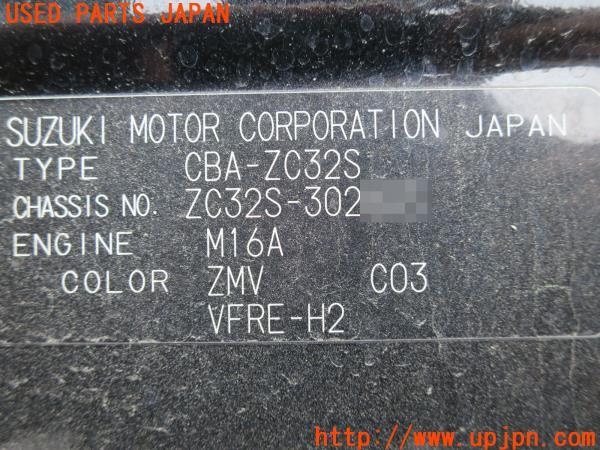 USED PARTS JAPAN
SUZUKI MOTOR CORPORATION JAPAN
TYPE CBA-ZC32S
CHASSIS NO. ZC32S-302
ENGINE M16A
COLOR ZMV C03
VFRE-H2
http://www.upjpn.com/